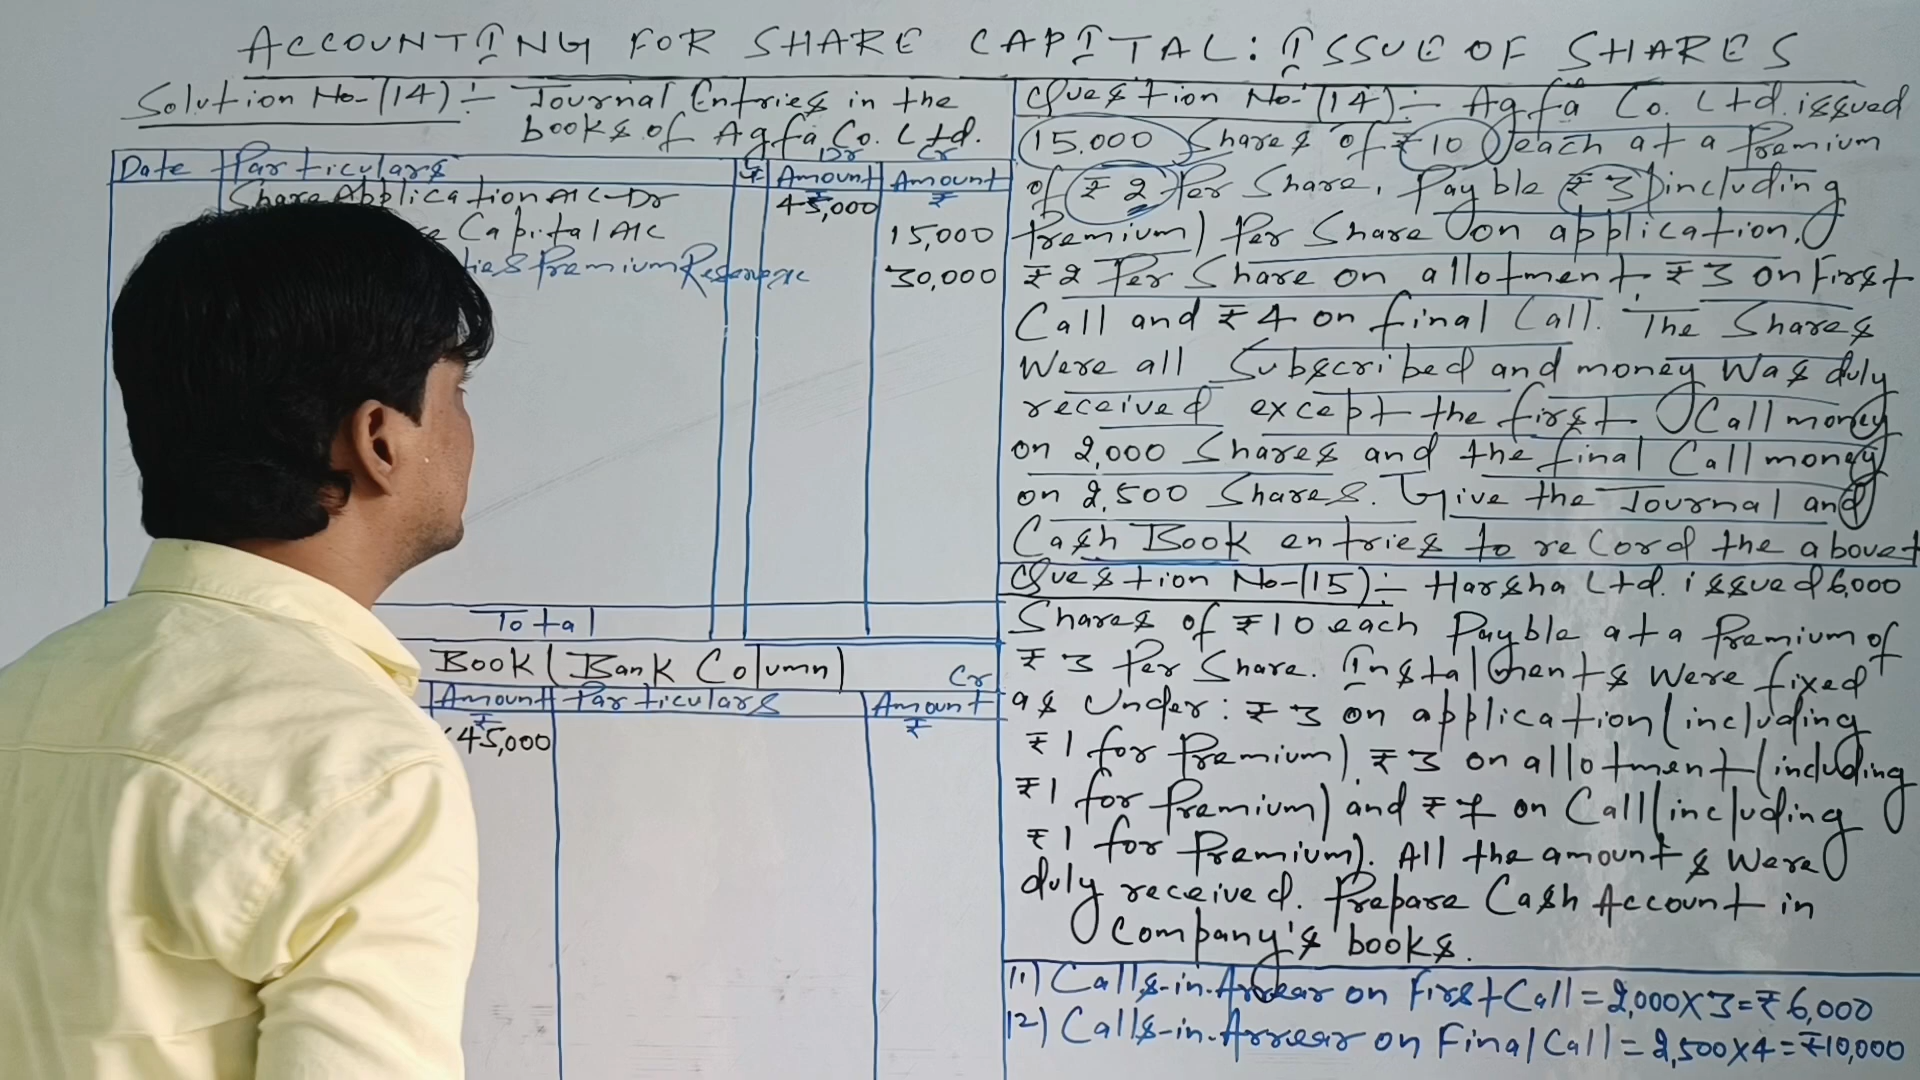 ACCOUNTING FOR SHARE CAPITAL: ISSUE OF SHARES
Solution No-(14):- Journal Entries in the
books of Agfa Co. Ltd.
Dr Cr
Date Particulars Amount Amount
₹ ₹
Share Application A/c-Dr 45,000
Capital A/c 15,000
Premium Reserve A/c 30,000
Total
Book (Bank Column)
Cr
Amount Particulars Amount
₹ ₹
45,000
Question No-(14):- Agfa Co. Ltd. issued
15,000 Shares of ₹10 each at a Premium
of ₹2 Per Share, Payble ₹3 (including
Premium) Per Share on application,
₹2 Per Share on allotment, ₹3 on First
Call and ₹4 on final Call. The Shares
Were all Subscribed and money Was duly
received except the first Call money
on 2,000 Shares and the final Call money
on 2,500 Shares. Give the Journal and
Cash Book entries to record the above
Question No-(15):- Harsha Ltd. issued 6,000
Shares of ₹10 each Payble at a Premium of
₹3 Per Share. Instalments Were fixed
as Under: ₹3 on application (including
₹1 for Premium), ₹3 on allotment (including
₹1 for Premium) and ₹7 on Call (including
₹1 for Premium). All the amounts Were
duly received. Prepare Cash Account in
Company's books.
11) Calls-in-Arrear on First Call = 2,000×3=₹6,000
12) Calls-in-Arrear on Final Call = 2,500×4=₹10,000